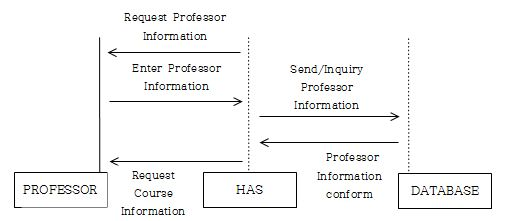 Request Professor
Information
Enter Professor
Information
Send/Inquiry
Professor
Information
Professor
Information
conform
Request
Course
Information
PROFESSOR
HAS
DATABASE